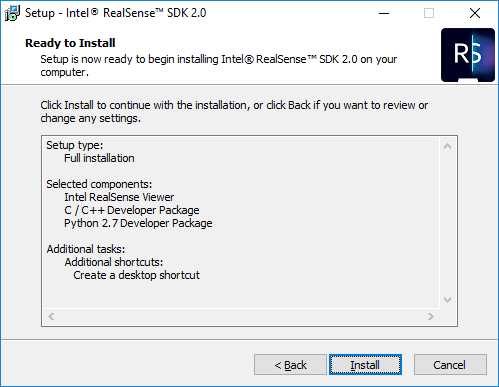 Setup - Intel® RealSense™ SDK 2.0
Ready to Install
Setup is now ready to begin installing Intel® RealSense™ SDK 2.0 on your
computer.
RS
Click Install to continue with the installation, or click Back if you want to review or
change any settings.
Setup type:
Full installation
Selected components:
Intel RealSense Viewer
C / C++ Developer Package
Python 2.7 Developer Package
Additional tasks:
Additional shortcuts:
Create a desktop shortcut
< Back
Install
Cancel